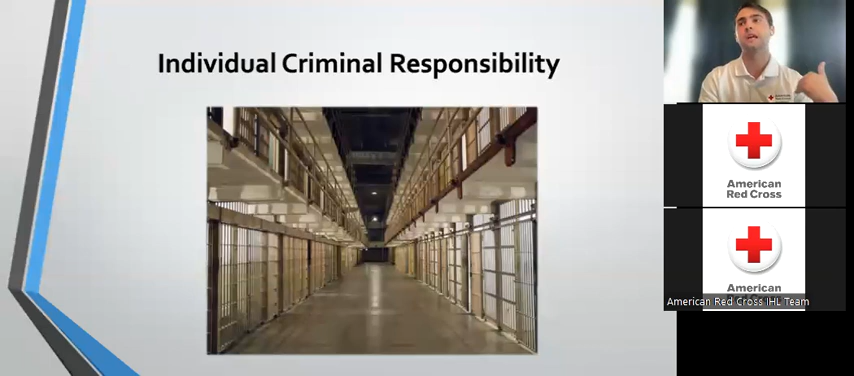 Individual Criminal Responsibility
American
Red Cross
American
American Red Cross IHL Team